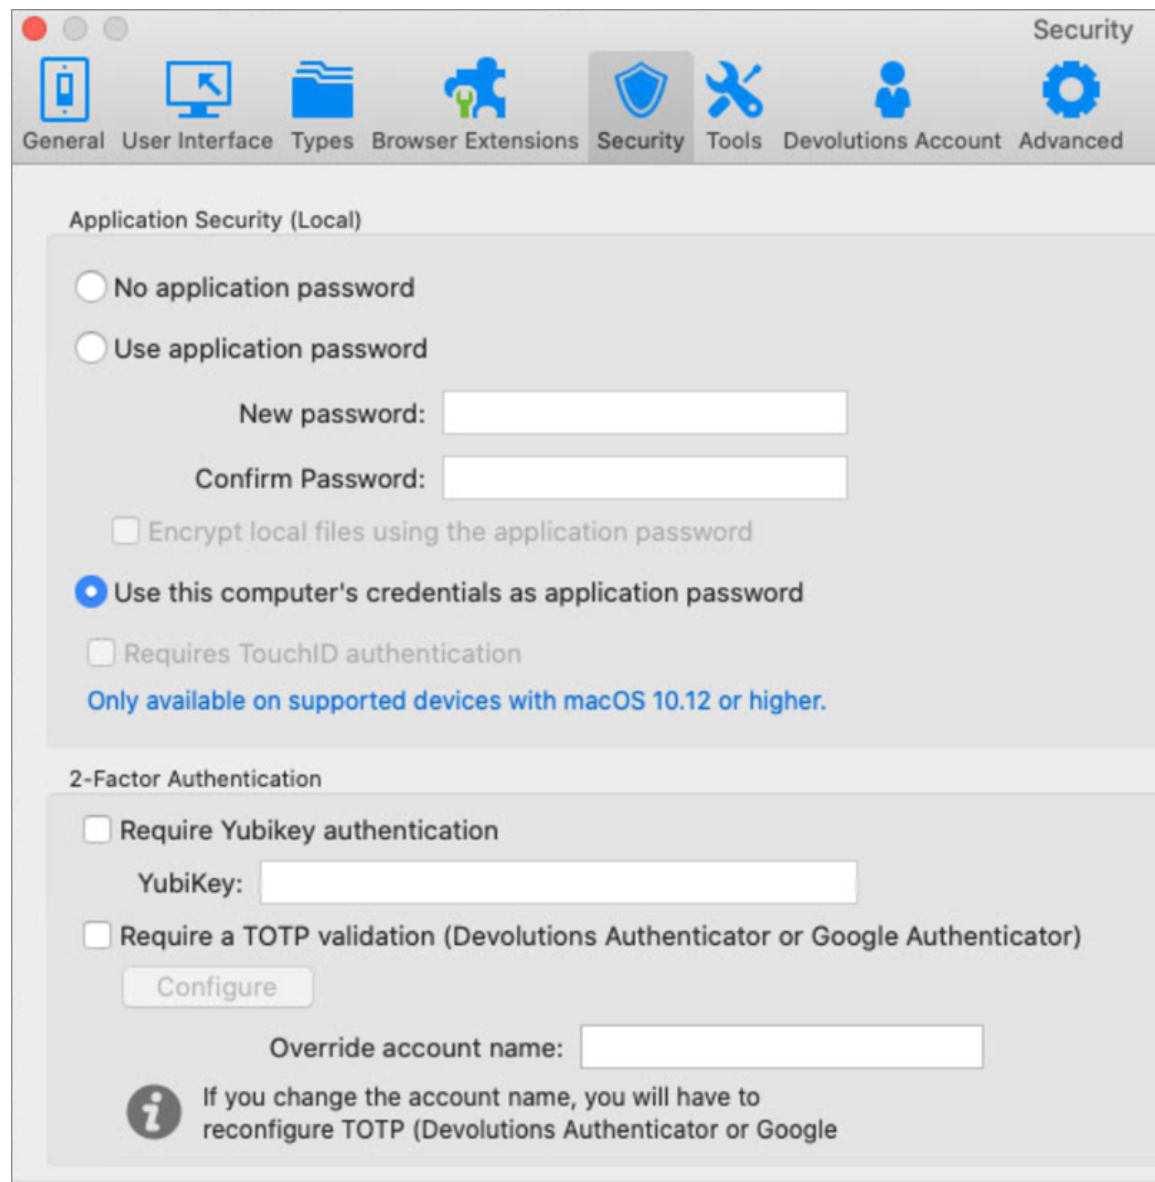 Security
General User Interface Types Browser Extensions Security Tools Devolutions Account Advanced
Application Security (Local)
No application password
Use application password
New password:
Confirm Password:
Encrypt local files using the application password
Use this computer's credentials as application password
Requires TouchID authentication
Only available on supported devices with macOS 10.12 or higher.
2-Factor Authentication
Require Yubikey authentication
YubiKey:
Require a TOTP validation (Devolutions Authenticator or Google Authenticator)
Configure
Override account name:
If you change the account name, you will have to
reconfigure TOTP (Devolutions Authenticator or Google